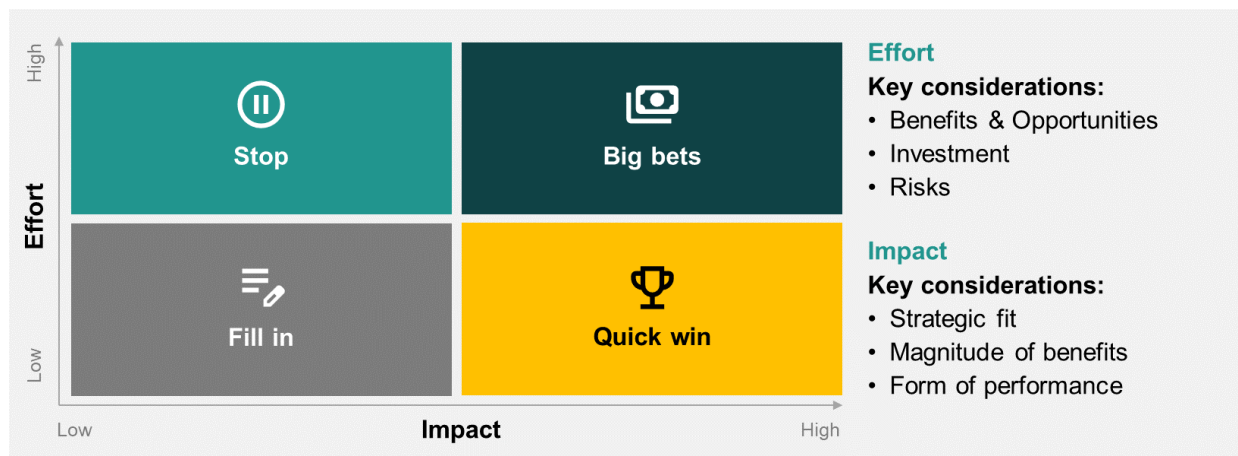 High
Effort
Low
Stop
Big bets
Fill in
Quick win
Low
Impact
High
Effort
Key considerations:
• Benefits & Opportunities
• Investment
• Risks
Impact
Key considerations:
• Strategic fit
• Magnitude of benefits
• Form of performance